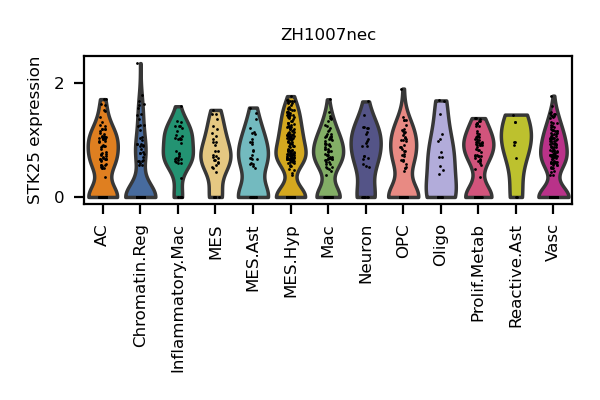 ZH1007nec
STK25 expression
2
0
AC
Chromatin.Reg
Inflammatory.Mac
MES
MES.Ast
MES.Hyp
Mac
Neuron
OPC
Oligo
Prolif.Metab
Reactive.Ast
Vasc